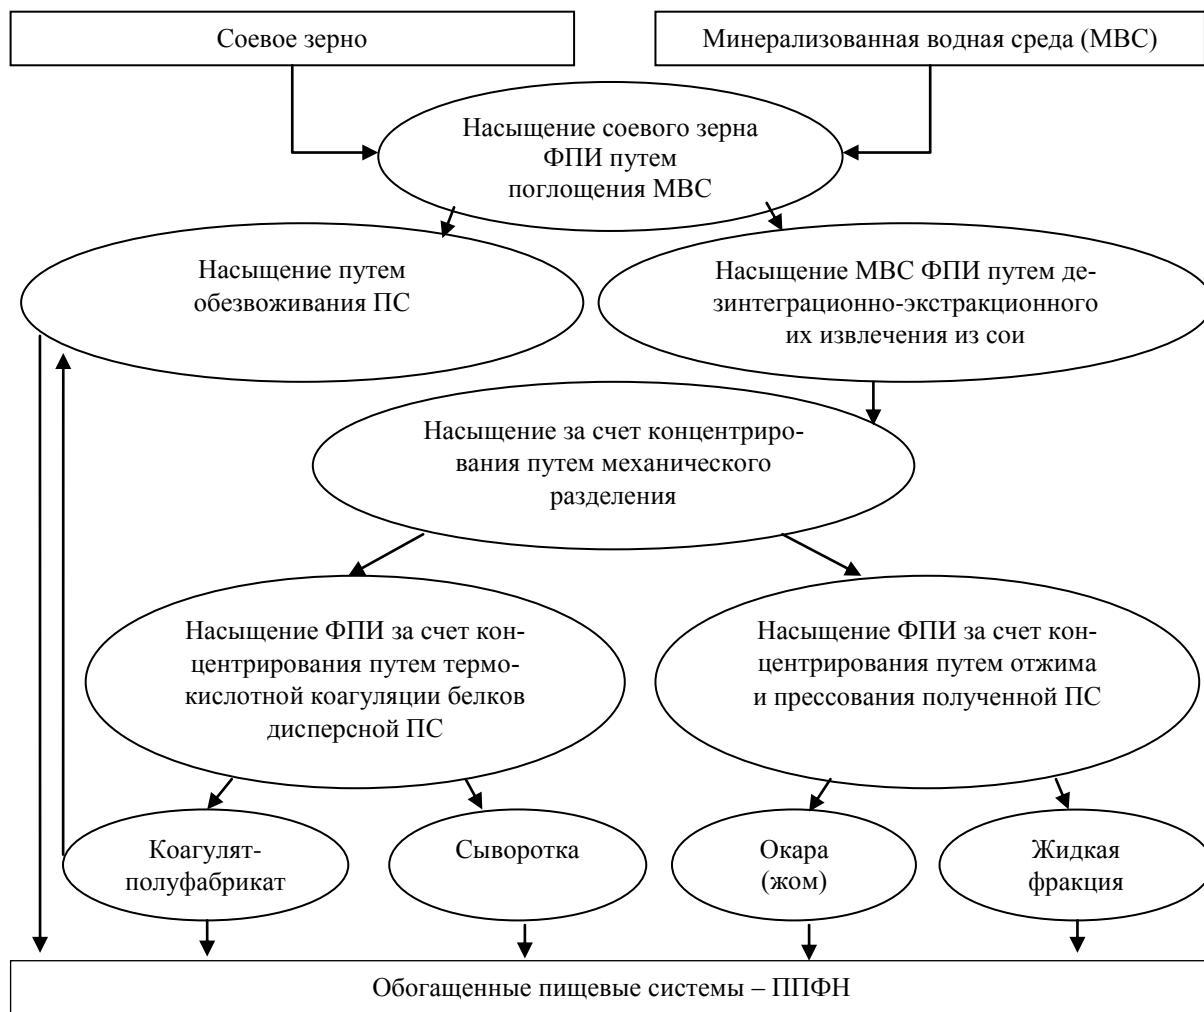 Соевое зерно
Минерализованная водная среда (МВС)
Насыщение соевого зерна
ФПИ путем
поглощения МВС
Насыщение путем
обезвоживания ПС
Насыщение МВС ФПИ путем де-
зинтеграционно-экстракционного
их извлечения из сои
Насыщение за счет концентриро-
вания путем механического
разделения
Насыщение ФПИ за счет кон-
центрирования путем термо-
кислотной коагуляции белков
дисперсной ПС
Насыщение ФПИ за счет кон-
центрирования путем отжима
и прессования полученной ПС
Коагулят-
полуфабрикат
Сыворотка
Окара
(жом)
Жидкая
фракция
Обогащенные пищевые системы – ППФН